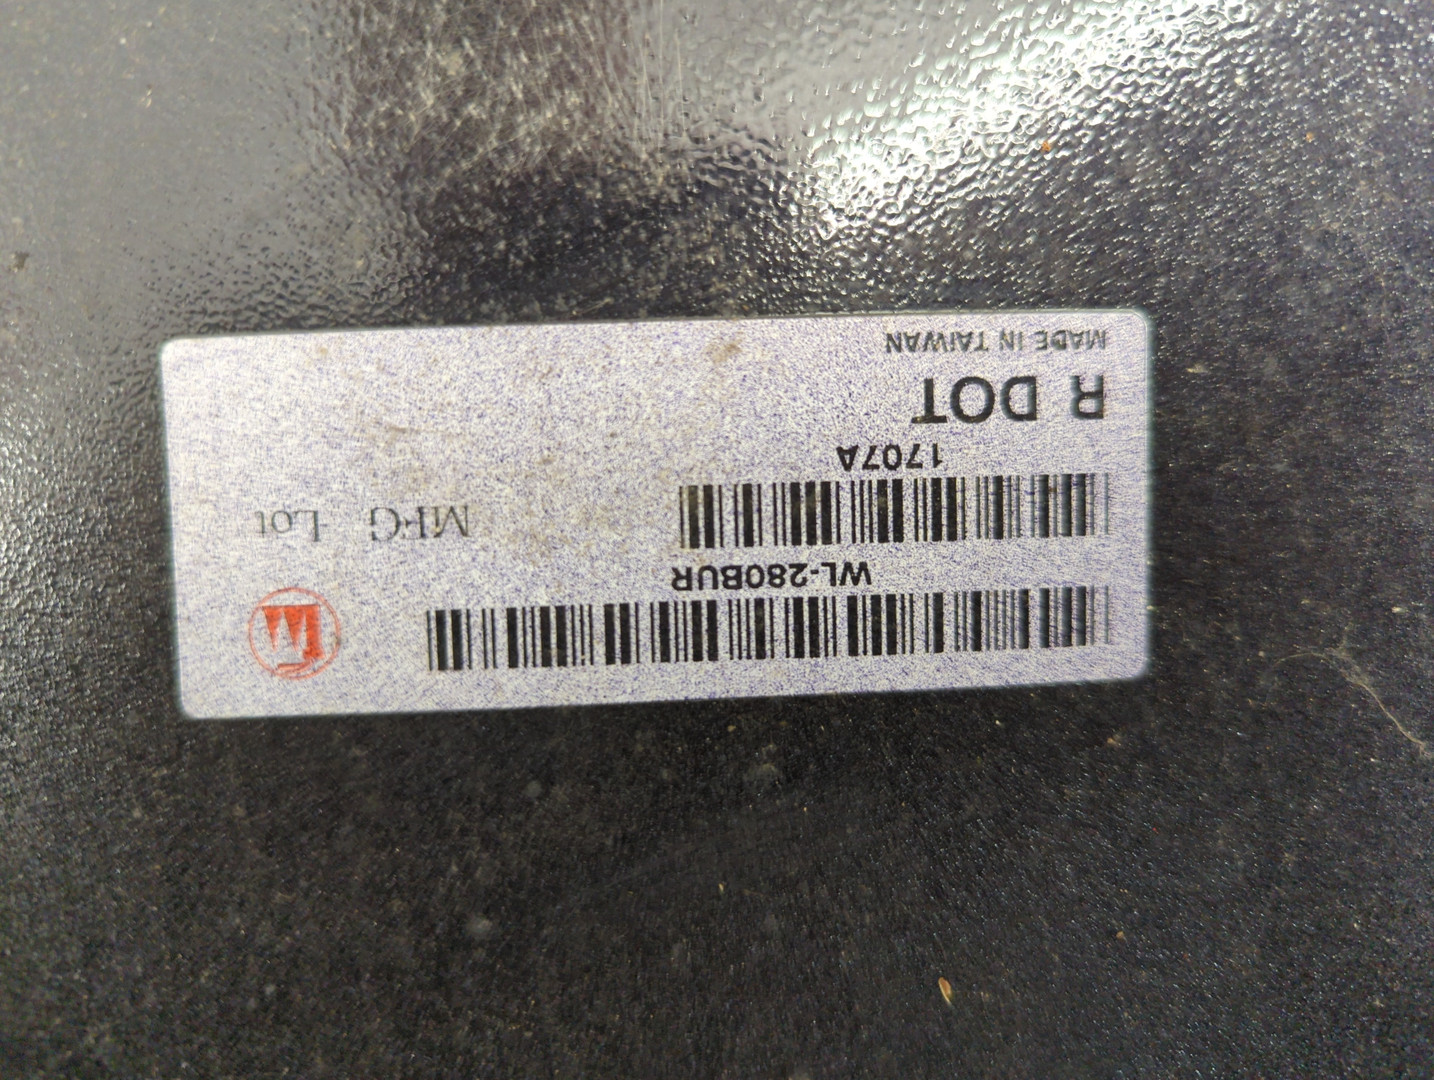 WL-280BUR
MFG Lot
1707A
R DOT
MADE IN TAIWAN